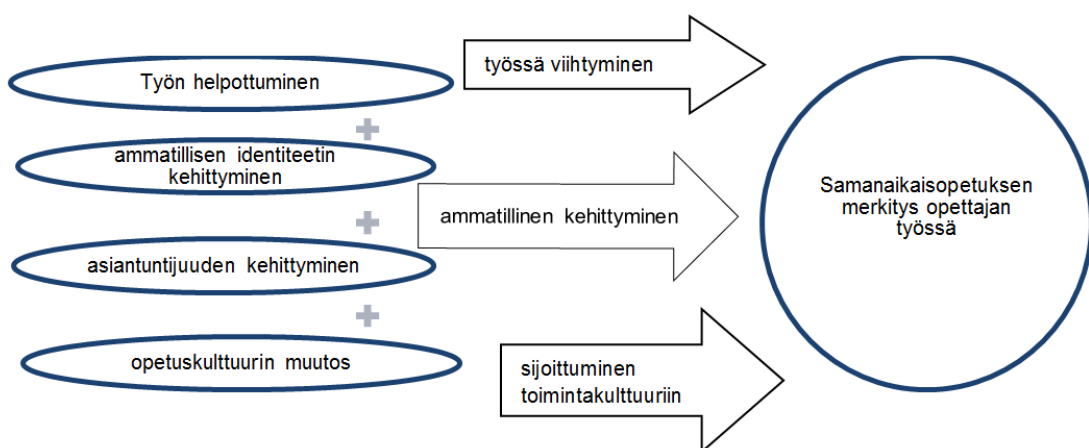 Työn helpottuminen
ammatillisen identiteetin
kehittyminen
asiantuntijuuden kehittyminen
opetuskulttuurin muutos
työssä viihtyminen
ammatillinen kehittyminen
sijoittuminen
toimintakulttuuriin
Samanaikaisopetuksen
merkitys opettajan
työssä